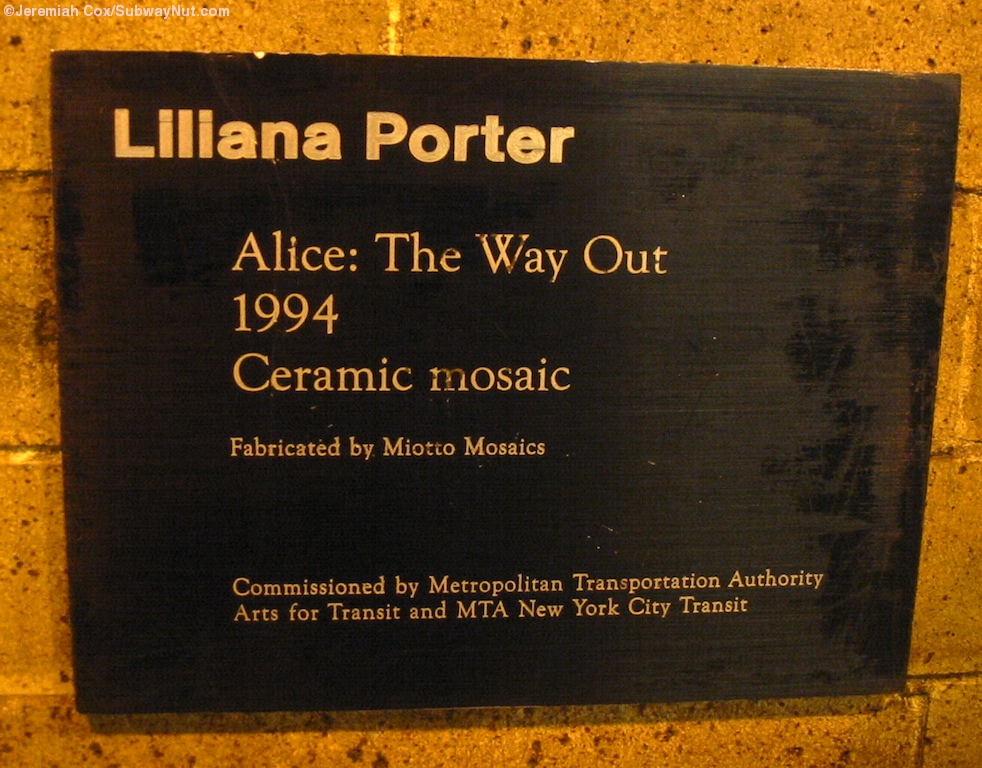 ©Jeremiah Cox/SubwayNut.com
Liliana Porter
Alice: The Way Out
1994
Ceramic mosaic
Fabricated by Miotto Mosaics
Commissioned by Metropolitan Transportation Authority
Arts for Transit and MTA New York City Transit